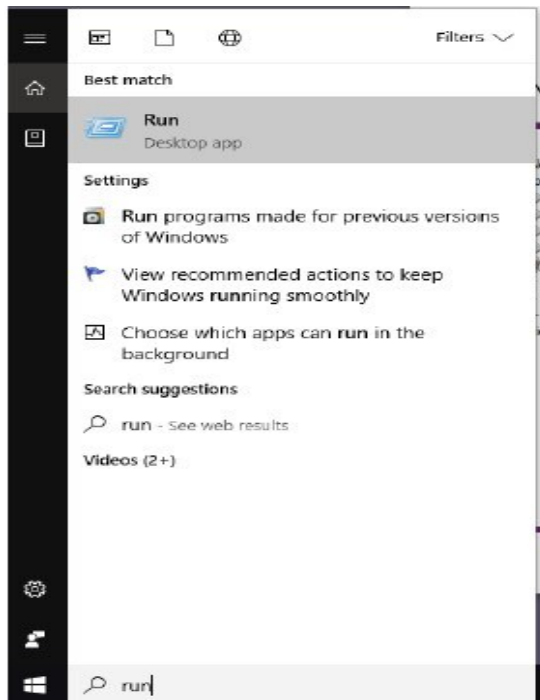 Filters
Best match
Run
Desktop app
Settings
Run programs made for previous versions
of Windows
View recommended actions to keep
Windows running smoothly
Choose which apps can run in the
background
Search suggestions
run - See web results
Videos (2+)
run